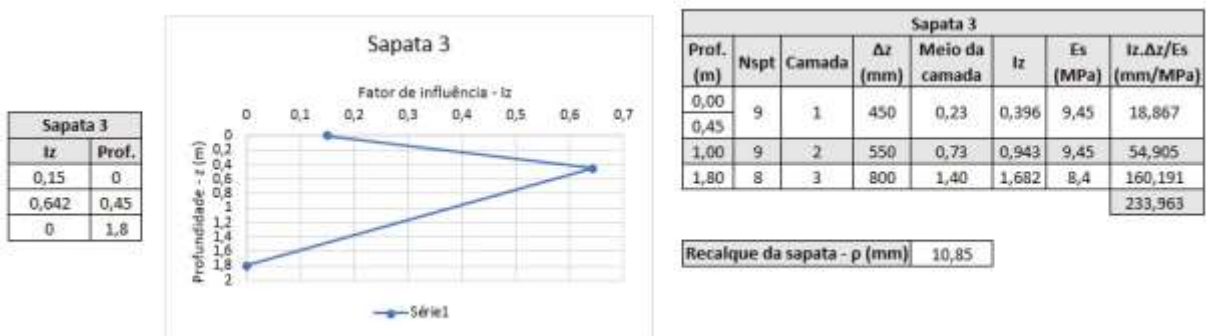 Sapata 3
Iz Prof.
0,15 0
0,642 0,45
0 1,8
Sapata 3
Fator de influência - Iz
0 0,1 0,2 0,3 0,4 0,5 0,6 0,7
Profundidade - z (m)
0
0,2
0,4
0,6
0,8
1
1,2
1,4
1,6
1,8
2
Série1
Sapata 3
Prof. (m) Nspt Camada Δz (mm) Meio da camada Iz Es (MPa) Iz.Δz/Es (mm/MPa)
0,00
0,45 9 1 450 0,23 0,396 9,45 18,867
1,00 9 2 550 0,73 0,943 9,45 54,905
1,80 8 3 800 1,40 1,682 8,4 160,191
233,963
Recalque da sapata - ρ (mm) 10,85